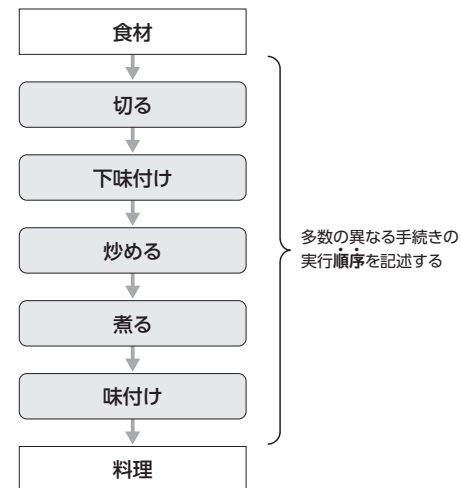 食材
切る
下味付け
炒める
煮る
味付け
料理
多数の異なる手続きの
実行順序を記述する